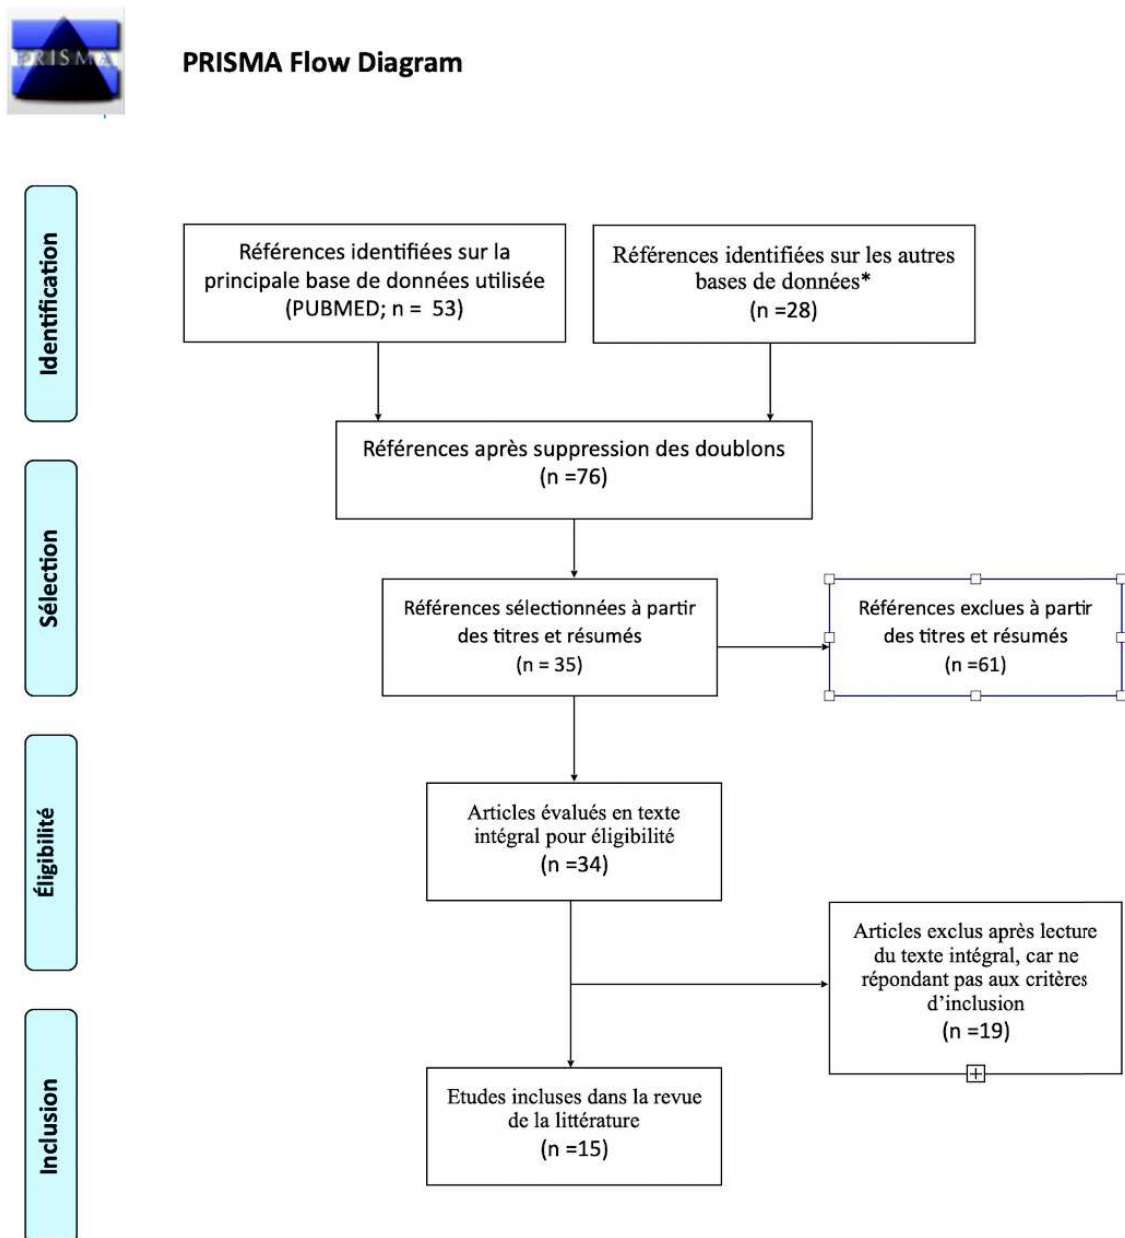 PRISMA
PRISMA Flow Diagram
Identification
Références identifiées sur la
principale base de données utilisée
(PUBMED; n = 53)
Références identifiées sur les autres
bases de données*
(n =28)
Références après suppression des doublons
(n =76)
Sélection
Références sélectionnées à partir
des titres et résumés
(n = 35)
Références exclues à partir
des titres et résumés
(n =61)
Éligibilité
Articles évalués en texte
intégral pour éligibilité
(n =34)
Articles exclus après lecture
du texte intégral, car ne
répondant pas aux critères
d’inclusion
(n =19)
Inclusion
Etudes incluses dans la revue
de la littérature
(n =15)